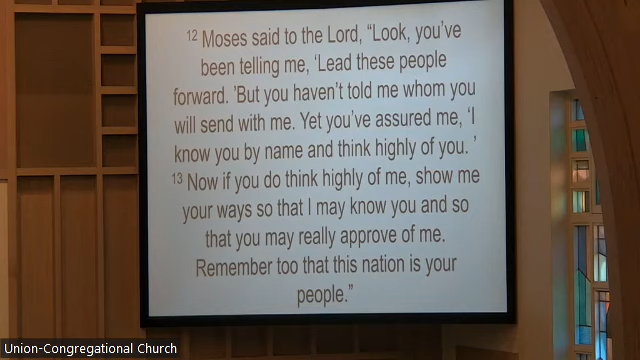 12 Moses said to the Lord, “Look, you’ve
been telling me, ‘Lead these people
forward. ’But you haven’t told me whom you
will send with me. Yet you’ve assured me, ‘I
know you by name and think highly of you. ’
13 Now if you do think highly of me, show me
your ways so that I may know you and so
that you may really approve of me.
Remember too that this nation is your
people.”
Union-Congregational Church